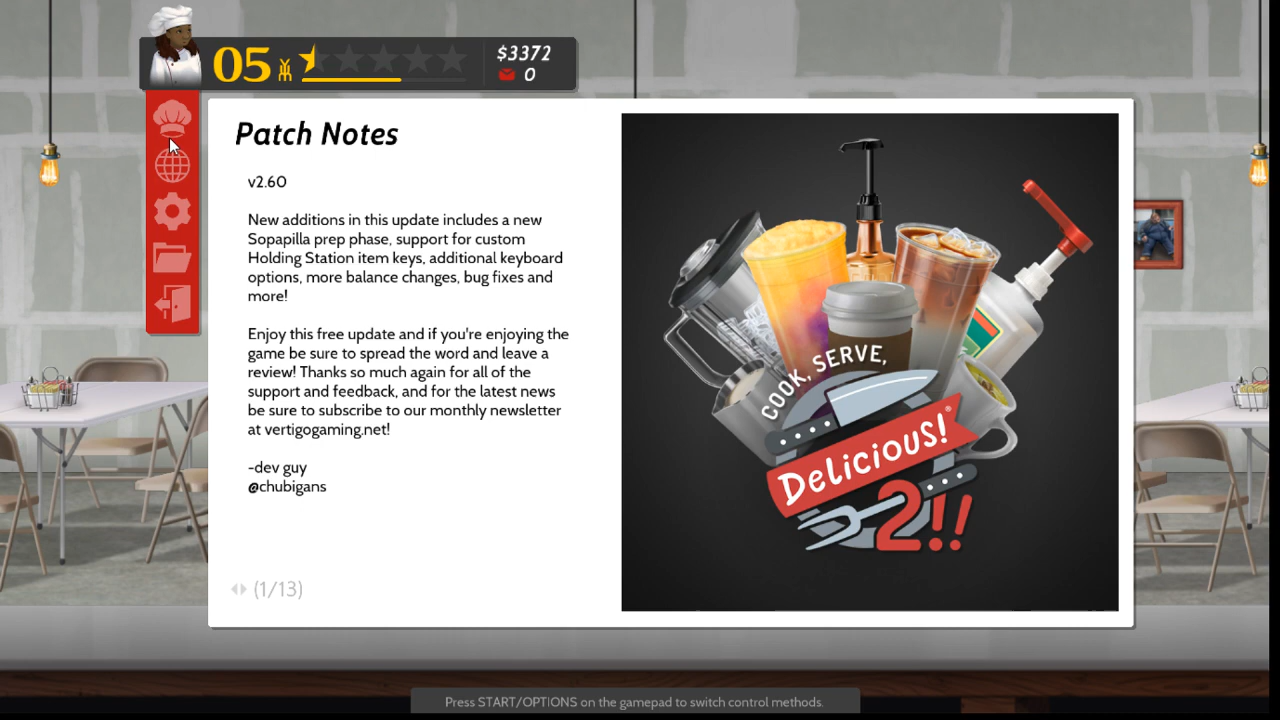 05
$3372
0
Patch Notes
v2.60
New additions in this update includes a new
Sopapilla prep phase, support for custom
Holding Station item keys, additional keyboard
options, more balance changes, bug fixes and
more!
Enjoy this free update and if you're enjoying the
game be sure to spread the word and leave a
review! Thanks so much again for all of the
support and feedback, and for the latest news
be sure to subscribe to our monthly newsletter
at vertigogaming.net!
-dev guy
@chubigans
(1/13)
COOK, SERVE,
Delicious!®
2!!
Press START/OPTIONS on the gamepad to switch control methods.